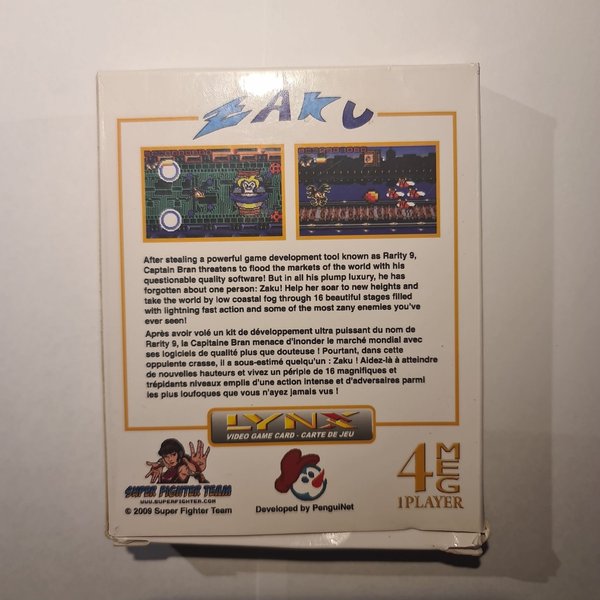 ZAKU
After stealing a powerful game development tool known as Rarity 9,
Captain Bran threatens to flood the markets of the world with his
questionable quality software! But in all his plump luxury, he has
forgotten about one person: Zaku! Help her soar to new heights and
take the world by low coastal fog through 16 beautiful stages filled
with lightning fast action and some of the most zany enemies you've
ever seen!
Après avoir volé un kit de développement ultra puissant du nom de
Rarity 9, la Capitaine Bran menace d'inonder le marché mondial avec
ses logiciels de qualité plus que douteuse ! Pourtant, dans cette
oppulente crasse, il a sous-estimé quelqu'un : Zaku ! Aidez-là à atteindre
de nouvelles hauteurs et vivez un périple de 16 magnifiques et
trépidants niveaux emplis d'une action intense et d'adversaires parmi
les plus loufoques que vous n'ayez jamais vus !
LYNX
VIDEO GAME CARD - CARTE DE JEU
SUPER FIGHTER TEAM
WWW.SUPERFIGHTER.COM
© 2009 Super Fighter Team
Developed by PenguiNet
4 MEG
1 PLAYER